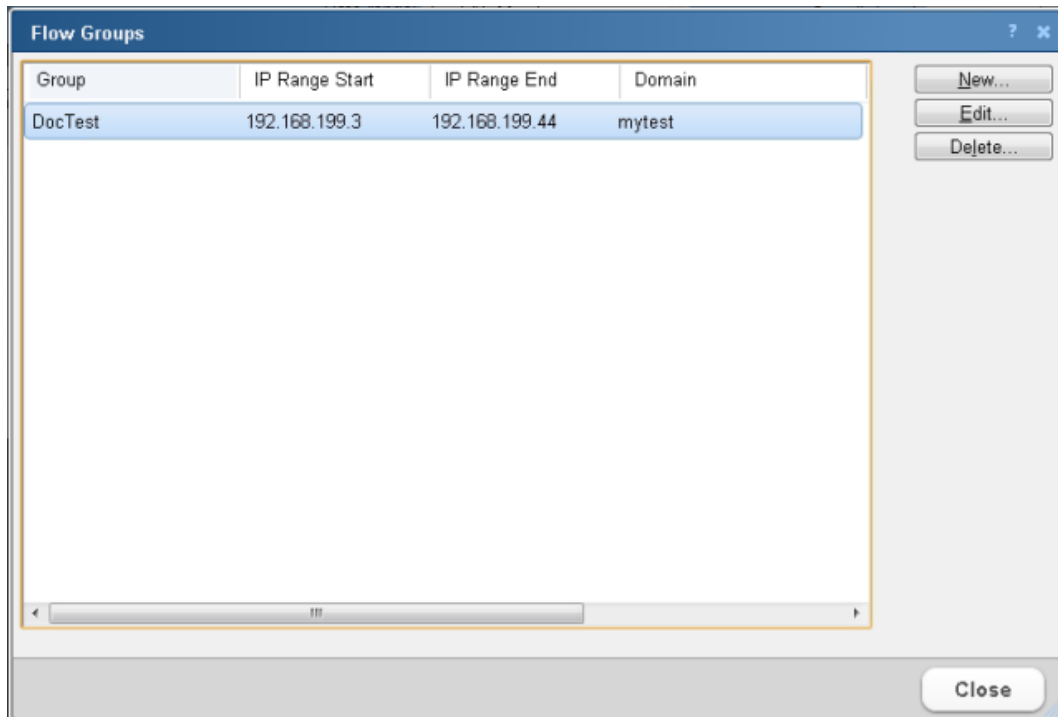 Flow Groups ?
Group IP Range Start IP Range End Domain
DocTest 192.168.199.3 192.168.199.44 mytest
New...
Edit...
Delete...
Close